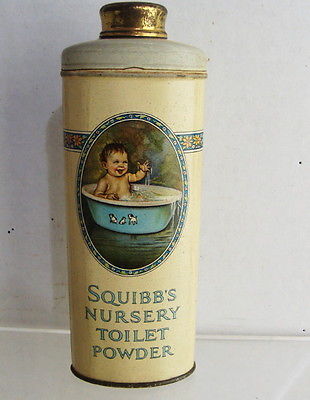 SQUIBB'S
NURSERY
TOILET
POWDER